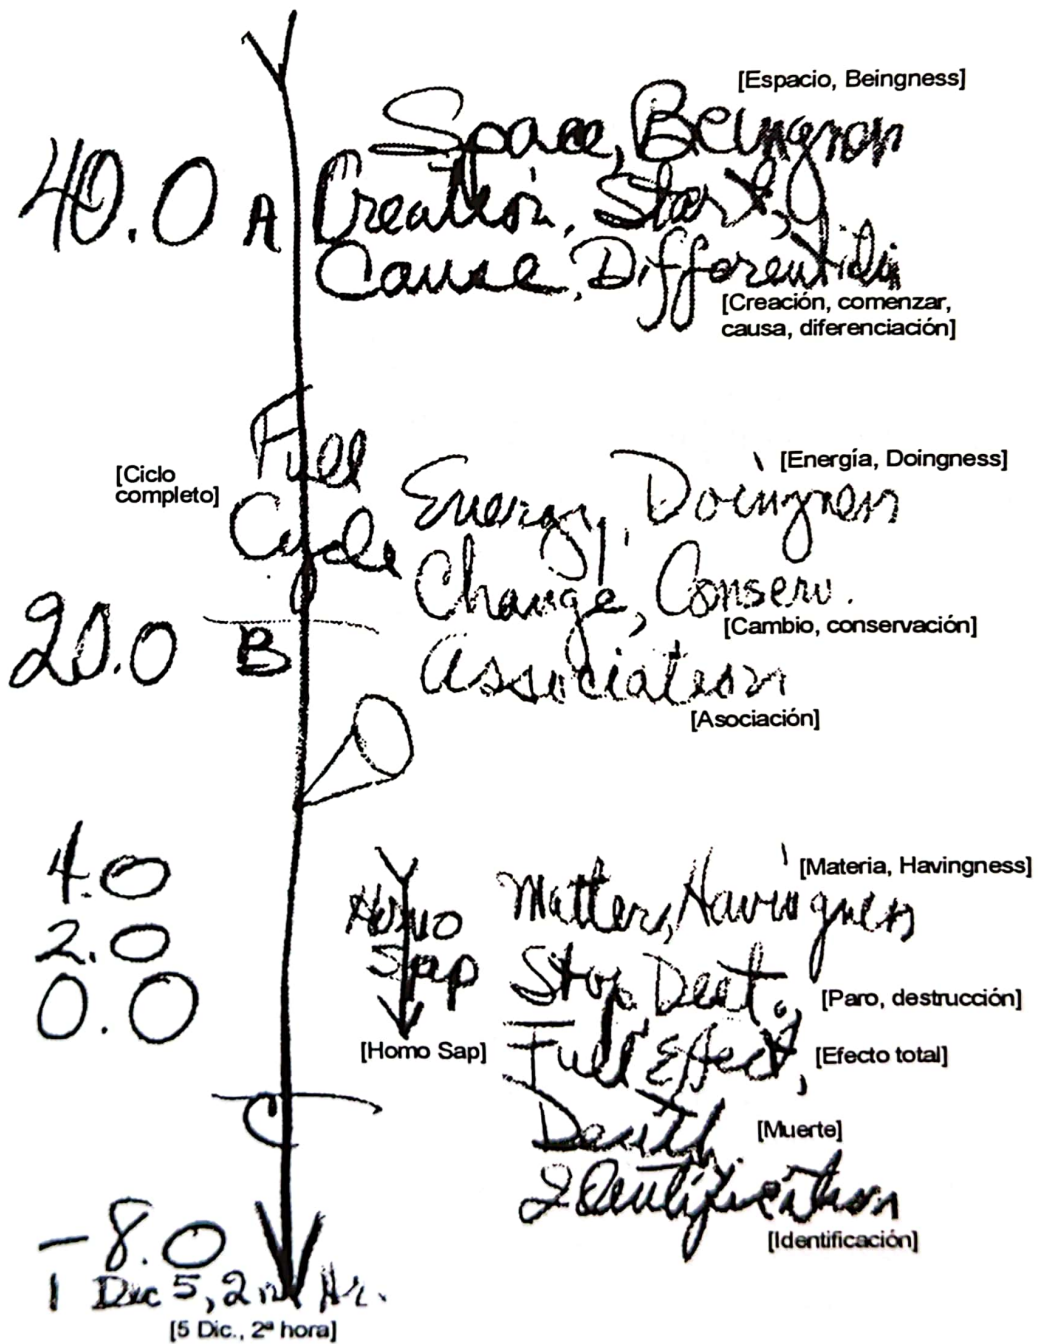 [Espacio, Beingness]
Space, Beingness
40.0 A Creation, Start,
Cause, Differentiation
[Creación, comenzar,
causa, diferenciación]
Full
Cycle
[Ciclo
completo]
[Energía, Doingness]
Energy, Doingness
Change, Conserv.
[Cambio, conservación]
20.0 B Association
[Asociación]
4.0
2.0
0.0
Homo
Sap
[Homo Sap]
[Materia, Havingness]
Matter, Havingness
Stop, Dest.,
[Paro, destrucción]
Full Effect,
[Efecto total]
C
Death,
[Muerte]
Identification
[Identificación]
-8.0
1 Dec 5, 2nd Hr.
[5 Dic., 2ª hora]